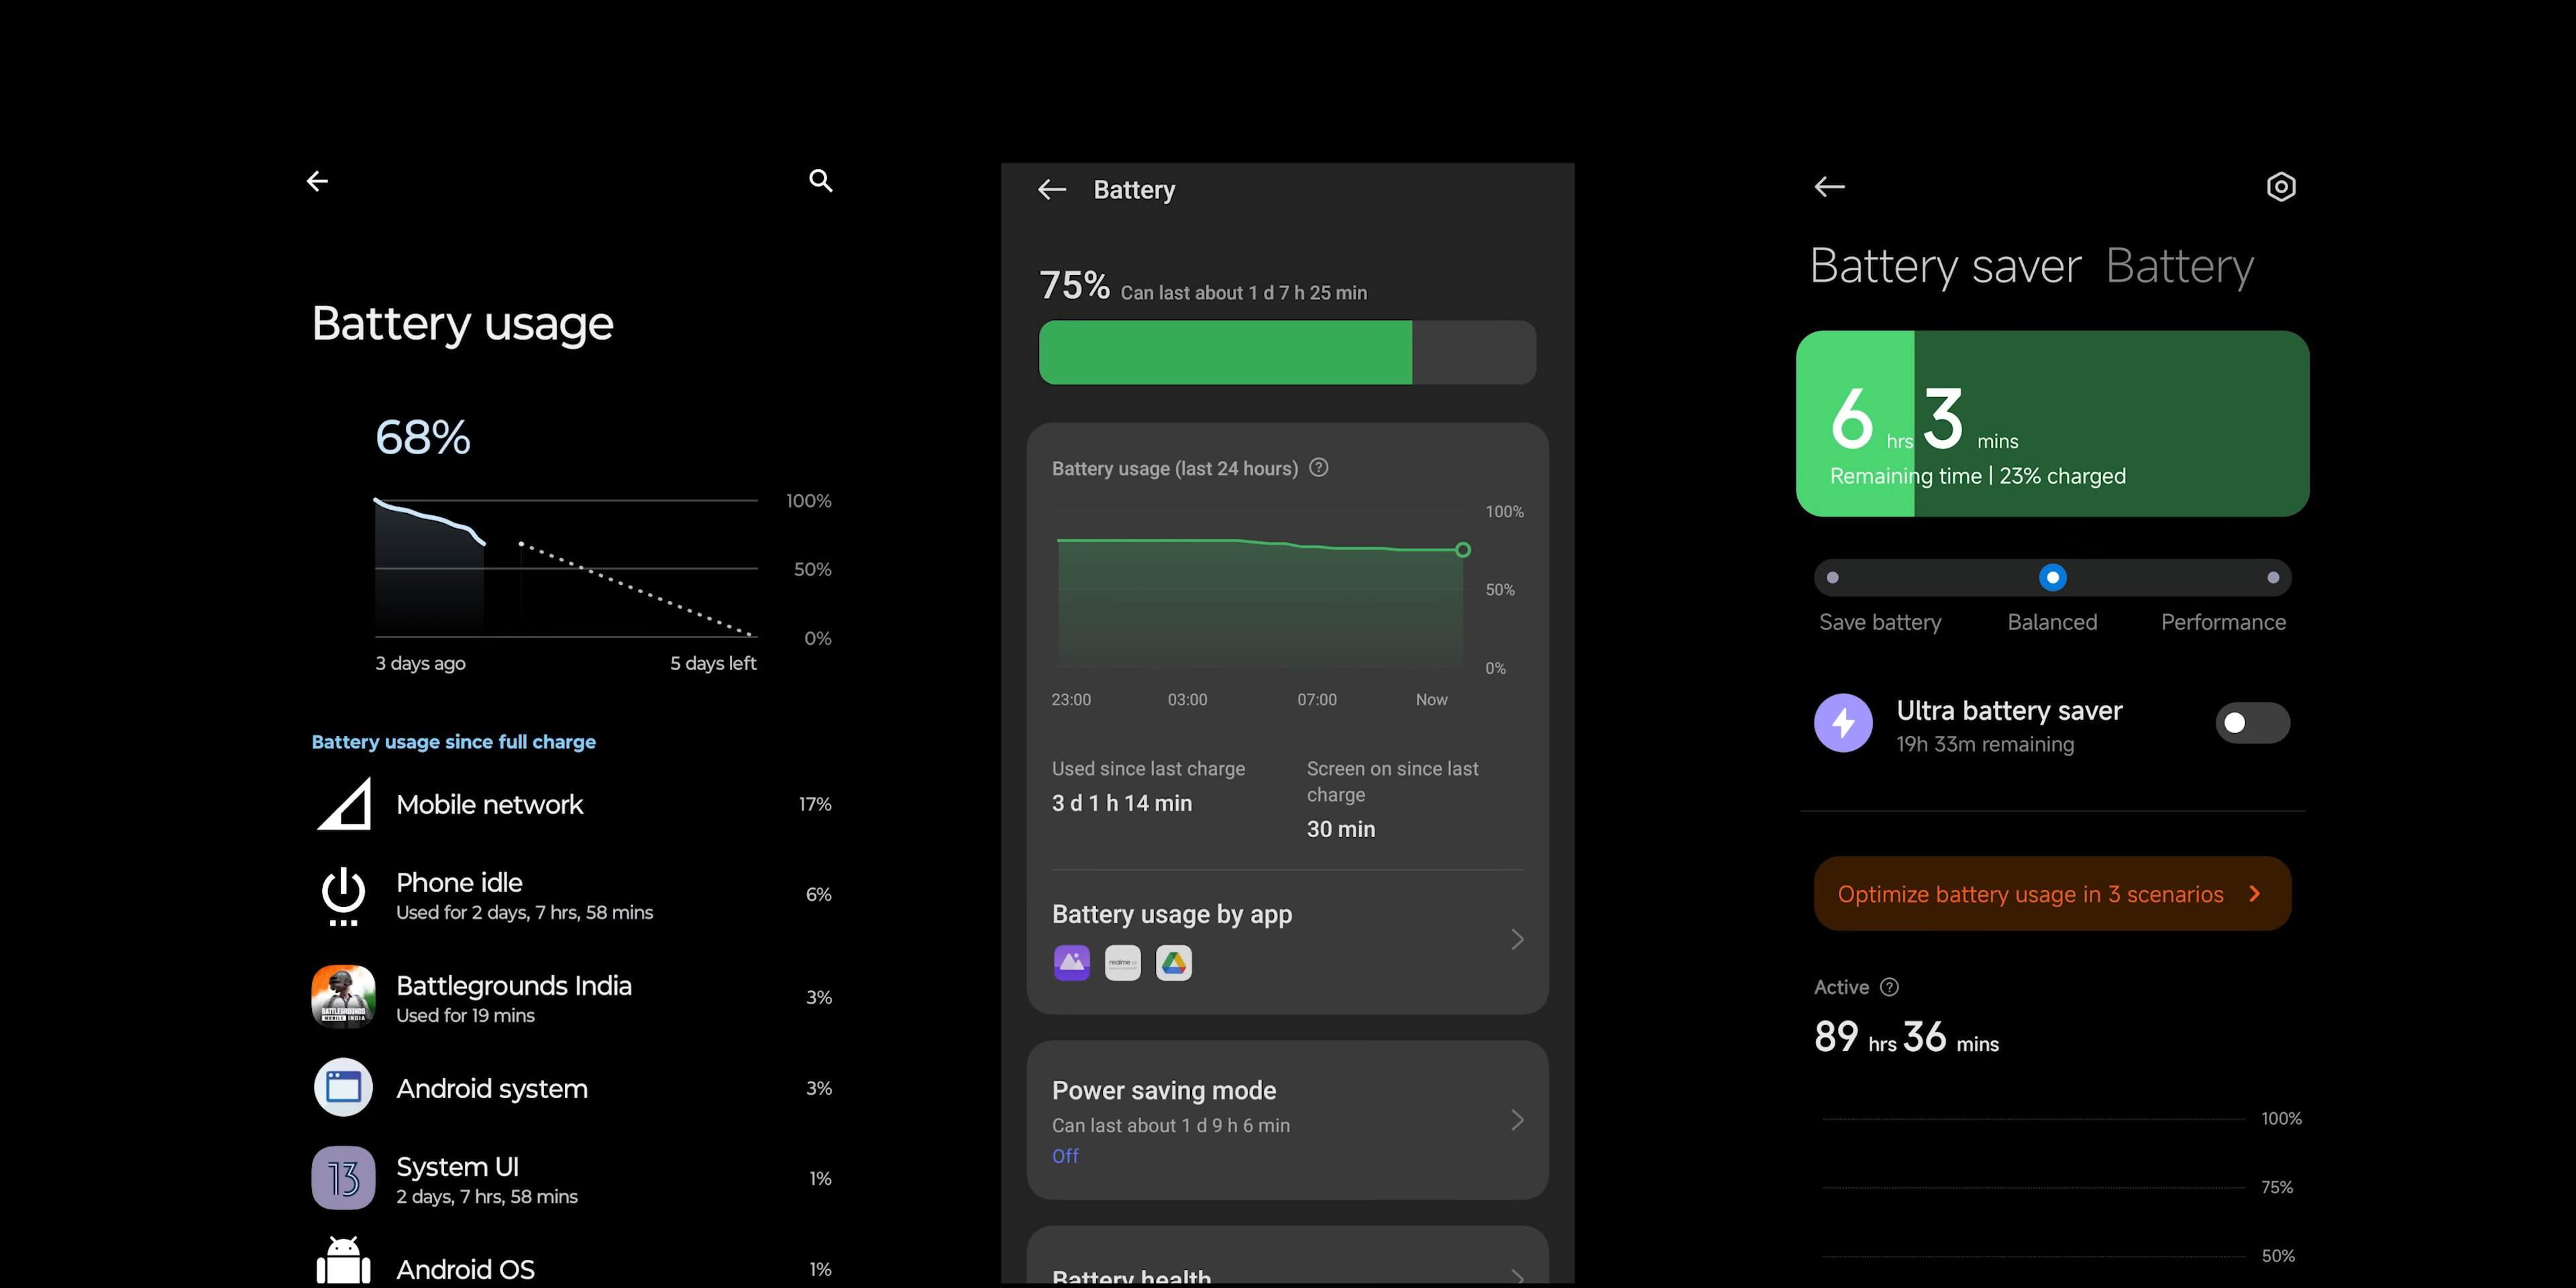 Battery usage
68%
100%
50%
0%
3 days ago 5 days left
Battery usage since full charge
Mobile network 17%
Phone idle 6%
Used for 2 days, 7 hrs, 58 mins
Battlegrounds India 3%
Used for 19 mins
BATTLEGROUNDS
MOBILE INDIA
Android system 3%
13
System UI 1%
2 days, 7 hrs, 58 mins
Android OS 1%
Battery
75% Can last about 1 d 7 h 25 min
Battery usage (last 24 hours) ?
100%
50%
0%
23:00 03:00 07:00 Now
Used since last charge
3 d 1 h 14 min
Screen on since last
charge
30 min
Battery usage by app
realme
Power saving mode
Can last about 1 d 9 h 6 min
Off
Battery health
Battery saver Battery
6 hrs 3 mins
Remaining time | 23% charged
Save battery Balanced Performance
Ultra battery saver
19h 33m remaining
Optimize battery usage in 3 scenarios
Active ?
89 hrs 36 mins
100%
75%
50%